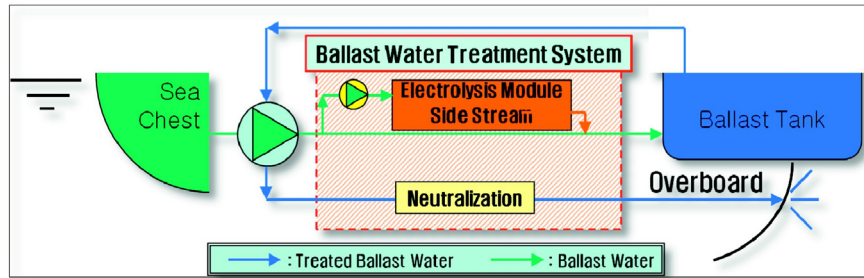 Ballast Water Treatment System
Sea
Chest
Electrolysis Module
Side Stream
Ballast Tank
Overboard
Neutralization
: Treated Ballast Water
: Ballast Water